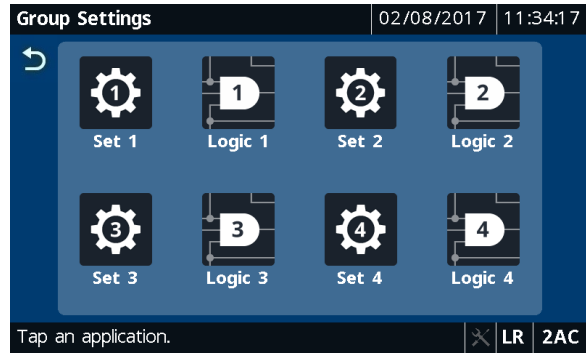 Group Settings 02/08/2017 11:34:17
1 1 2 2
Set 1 Logic 1 Set 2 Logic 2
3 3 4 4
Set 3 Logic 3 Set 4 Logic 4
Tap an application. LR 2AC